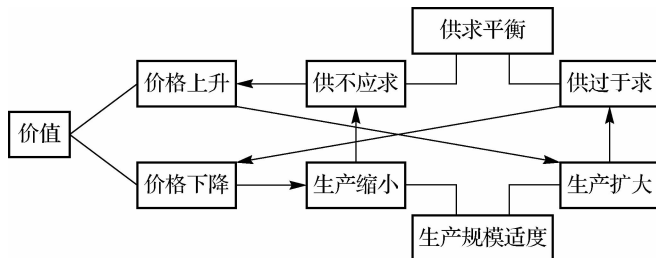 供求平衡
价格上升
供不应求
供过于求
价值
价格下降
生产缩小
生产扩大
生产规模适度